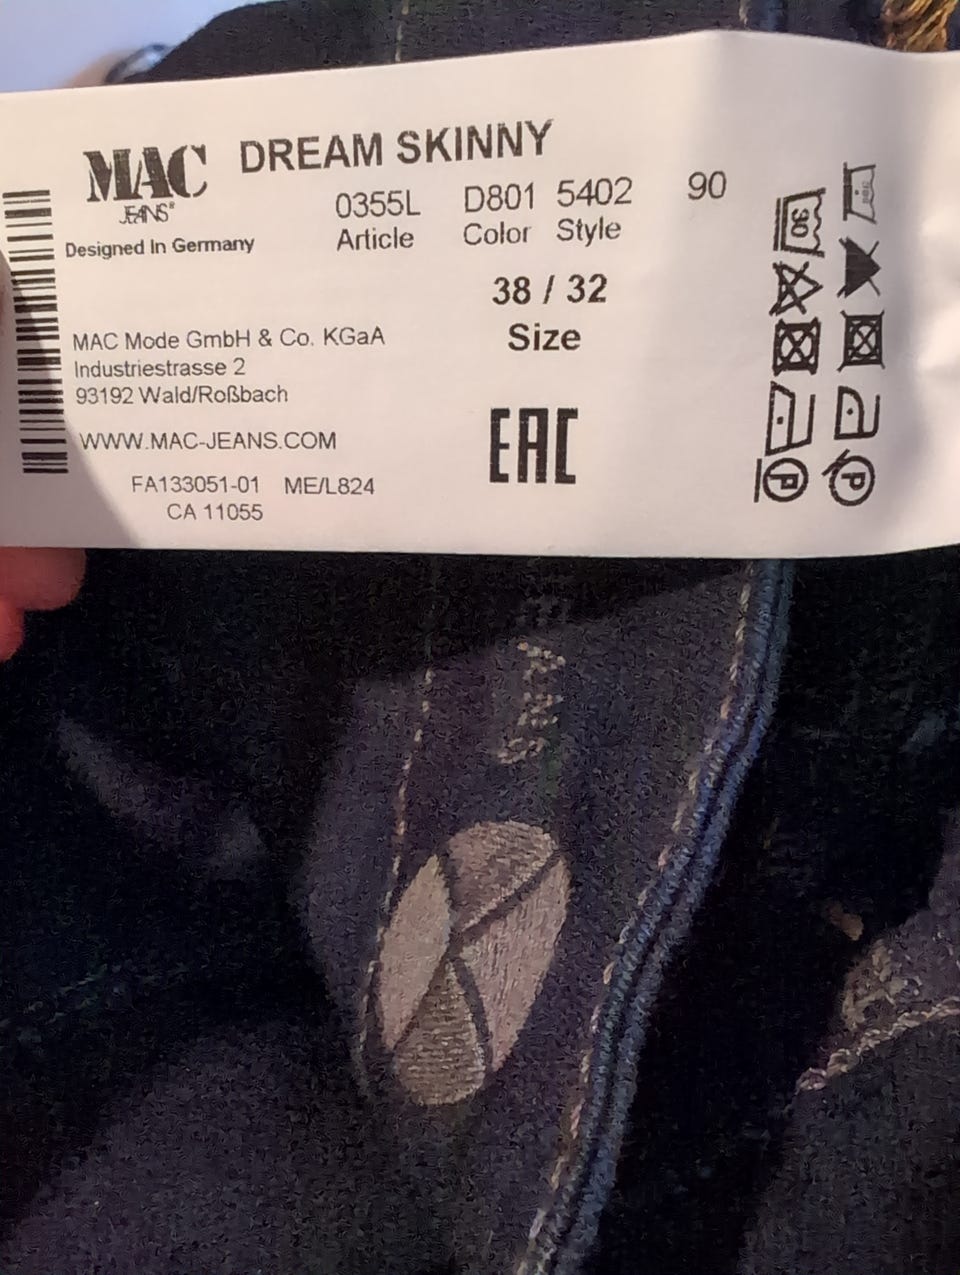 MAC DREAM SKINNY
JEANS®
0355L D801 5402 90
Article Color Style
Designed In Germany
38 / 32
Size
MAC Mode GmbH & Co. KGaA
Industriestrasse 2
93192 Wald/Roßbach
WWW.MAC-JEANS.COM
EAC
FA133051-01 ME/L824
CA 11055
30
P
P
ANS